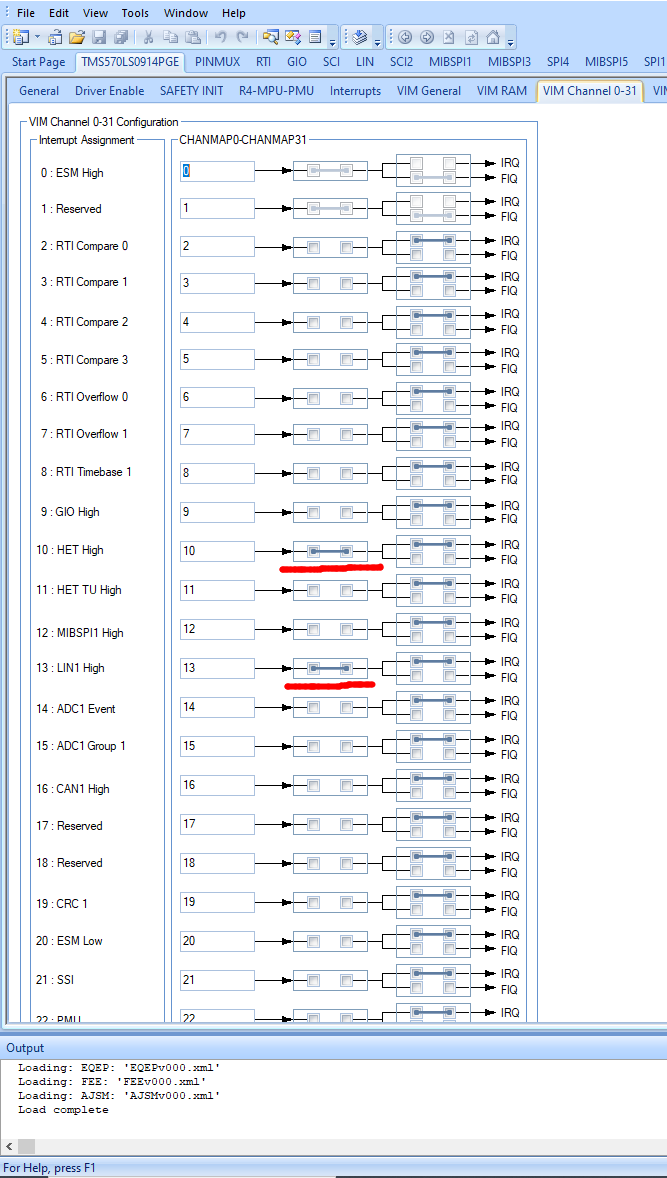 File Edit View Tools Window Help
Start Page TMS570LS0914PGE PINMUX RTI GIO SCI LIN SCI2 MIBSPI1 MIBSPI3 SPI4 MIBSPI5 SPI1
General Driver Enable SAFETY INIT R4-MPU-PMU Interrupts VIM General VIM RAM VIM Channel 0-31 VIM
VIM Channel 0-31 Configuration
Interrupt Assignment CHANMAP0-CHANMAP31
0 : ESM High 0 IRQ
FIQ
1 : Reserved 1 IRQ
FIQ
2 : RTI Compare 0 2 IRQ
FIQ
3 : RTI Compare 1 3 IRQ
FIQ
4 : RTI Compare 2 4 IRQ
FIQ
5 : RTI Compare 3 5 IRQ
FIQ
6 : RTI Overflow 0 6 IRQ
FIQ
7 : RTI Overflow 1 7 IRQ
FIQ
8 : RTI Timebase 1 8 IRQ
FIQ
9 : GIO High 9 IRQ
FIQ
10 : HET High 10 IRQ
FIQ
11 : HET TU High 11 IRQ
FIQ
12 : MIBSPI1 High 12 IRQ
FIQ
13 : LIN1 High 13 IRQ
FIQ
14 : ADC1 Event 14 IRQ
FIQ
15 : ADC1 Group 1 15 IRQ
FIQ
16 : CAN1 High 16 IRQ
FIQ
17 : Reserved 17 IRQ
FIQ
18 : Reserved 18 IRQ
FIQ
19 : CRC 1 19 IRQ
FIQ
20 : ESM Low 20 IRQ
FIQ
21 : SSI 21 IRQ
FIQ
22 : PMU 22 IRQ
Output
Loading: EQEP: 'EQEPv000.xml'
Loading: FEE: 'FEEv000.xml'
Loading: AJSM: 'AJSMv000.xml'
Load complete
For Help, press F1